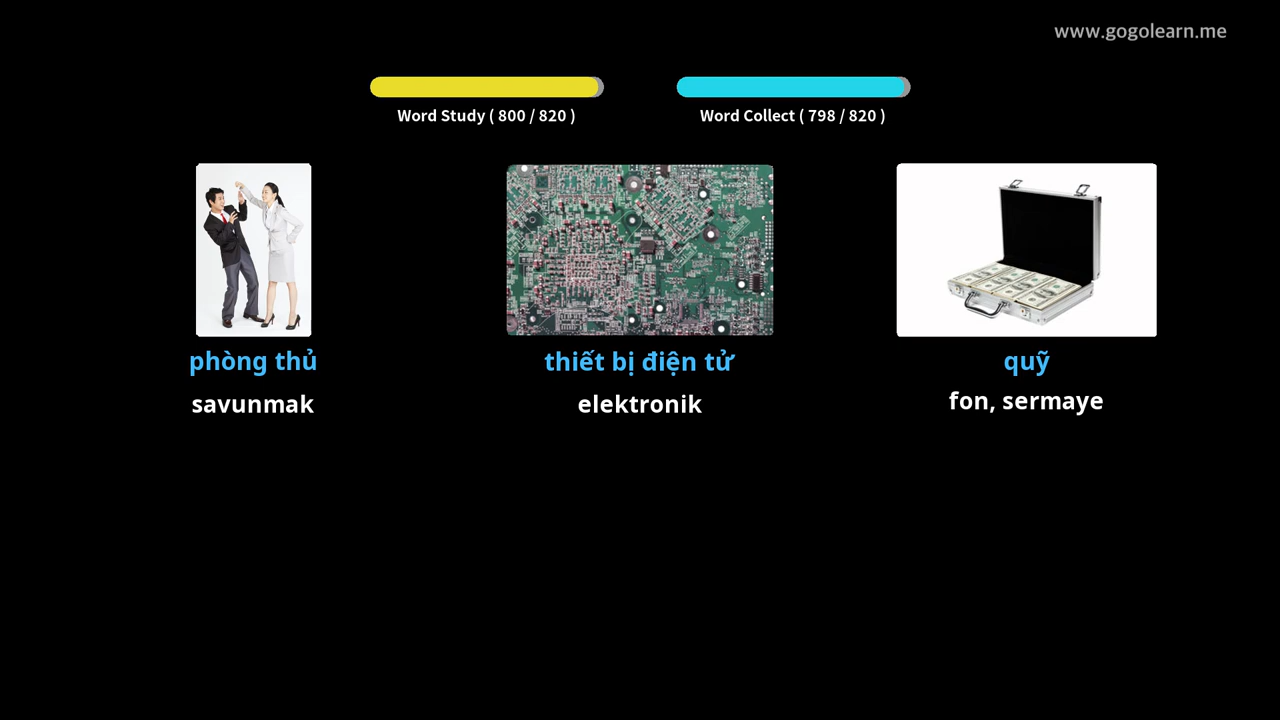 www.gogolearn.me
Word Study ( 800 / 820 )
Word Collect ( 798 / 820 )
phòng thủ
savunmak
thiết bị điện tử
elektronik
quỹ
fon, sermaye